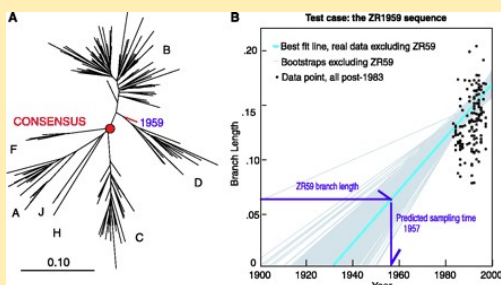 A
B
CONSENSUS
1959
F
D
A
J
H
C
0.10
B
Test case: the ZR1959 sequence
Best fit line, real data excluding ZR59
Bootstraps excluding ZR59
Data point, all post-1983
.20
.15
.10
.05
0
Branch Length
ZR59 branch length
Predicted sampling time
1957
1900
1920
1940
1960
1980
2000
Year